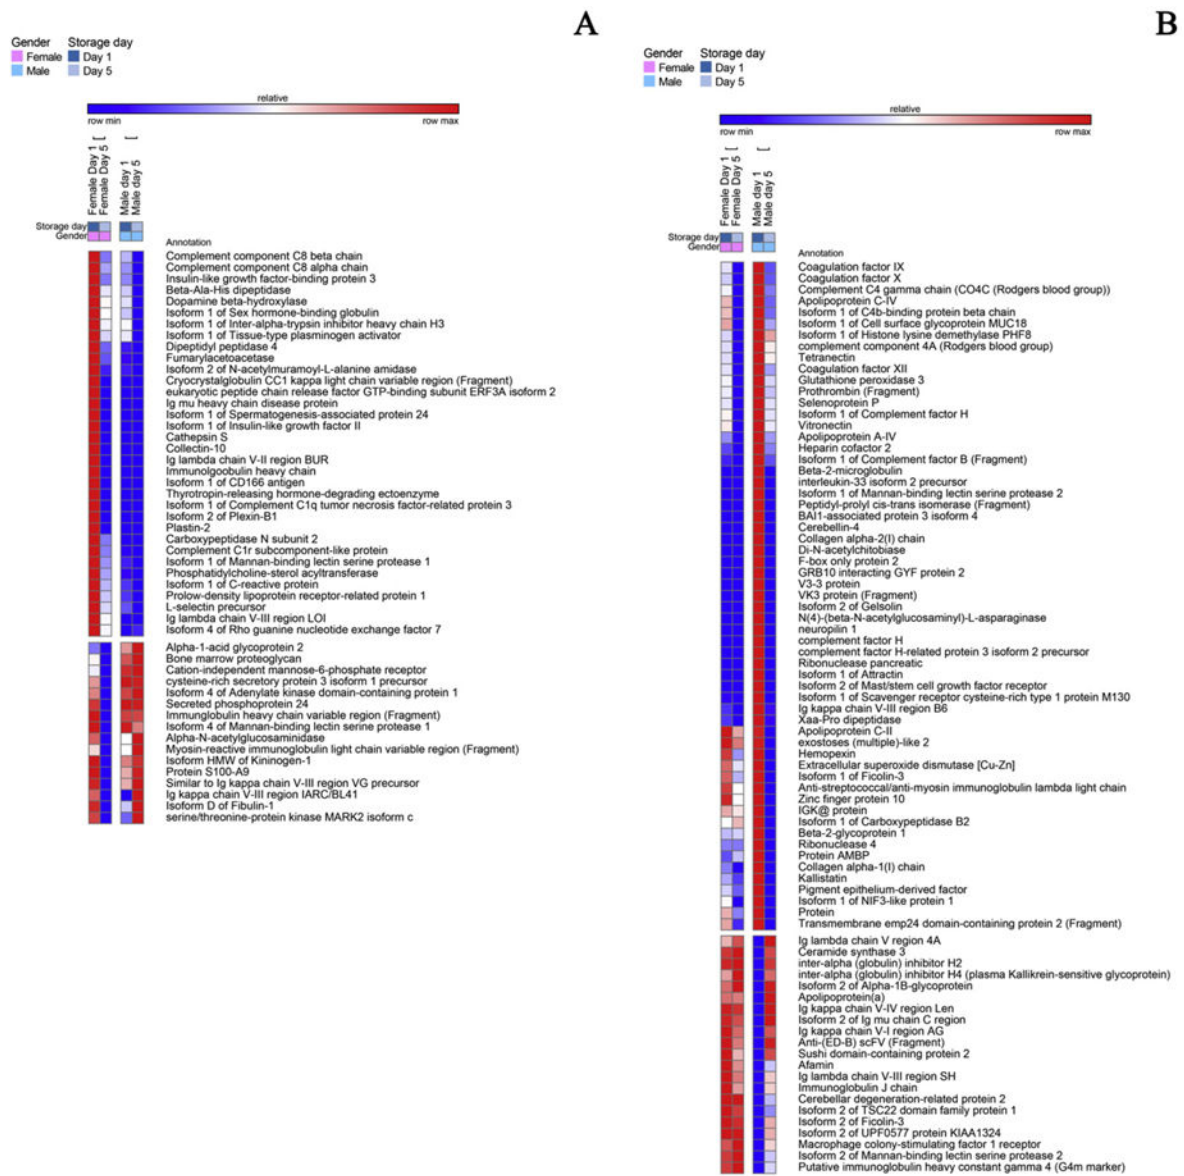 A
Gender Storage day
Female Day 1
Male Day 5
relative
row min row max
Female Day 1
Female Day 5
Male day 1
Male day 5
Storage day
Gender
Annotation
Complement component C8 beta chain
Complement component C8 alpha chain
Insulin-like growth factor-binding protein 3
Beta-Ala-His dipeptidase
Dopamine beta-hydroxylase
Isoform 1 of Sex hormone-binding globulin
Isoform 1 of Inter-alpha-trypsin inhibitor heavy chain H3
Isoform 1 of Tissue-type plasminogen activator
Dipeptidyl peptidase 4
Fumarylacetoacetase
Isoform 2 of N-acetylmuramoyl-L-alanine amidase
Cryocrystalglobulin CC1 kappa light chain variable region (Fragment)
eukaryotic peptide chain release factor GTP-binding subunit ERF3A isoform 2
Ig mu heavy chain disease protein
Isoform 1 of Spermatogenesis-associated protein 24
Isoform 1 of Insulin-like growth factor II
Cathepsin S
Collectin-10
Ig lambda chain V-II region BUR
Immunolgoobulin heavy chain
Isoform 1 of CD166 antigen
Thyrotropin-releasing hormone-degrading ectoenzyme
Isoform 1 of Complement C1q tumor necrosis factor-related protein 3
Isoform 2 of Plexin-B1
Plastin-2
Carboxypeptidase N subunit 2
Complement C1r subcomponent-like protein
Isoform 1 of Mannan-binding lectin serine protease 1
Phosphatidylcholine-sterol acyltransferase
Isoform 1 of C-reactive protein
Prolow-density lipoprotein receptor-related protein 1
L-selectin precursor
Ig lambda chain V-III region LOI
Isoform 4 of Rho guanine nucleotide exchange factor 7
Alpha-1-acid glycoprotein 2
Bone marrow proteoglycan
Cation-independent mannose-6-phosphate receptor
cysteine-rich secretory protein 3 isoform 1 precursor
Isoform 4 of Adenylate kinase domain-containing protein 1
Secreted phosphoprotein 24
Immunglobulin heavy chain variable region (Fragment)
Isoform 4 of Mannan-binding lectin serine protease 1
Alpha-N-acetylglucosaminidase
Myosin-reactive immunoglobulin light chain variable region (Fragment)
Isoform HMW of Kininogen-1
Protein S100-A9
Similar to Ig kappa chain V-III region VG precursor
Ig kappa chain V-III region IARC/BL41
Isoform D of Fibulin-1
serine/threonine-protein kinase MARK2 isoform c
B
Gender Storage day
Female Day 1
Male Day 5
relative
row min row max
Female Day 1
Female Day 5
Male day 1
Male day 5
Storage day
Gender
Annotation
Coagulation factor IX
Coagulation factor X
Complement C4 gamma chain (CO4C (Rodgers blood group))
Apolipoprotein C-IV
Isoform 1 of C4b-binding protein beta chain
Isoform 1 of Cell surface glycoprotein MUC18
Isoform 1 of Histone lysine demethylase PHF8
complement component 4A (Rodgers blood group)
Tetranectin
Coagulation factor XII
Glutathione peroxidase 3
Prothrombin (Fragment)
Selenoprotein P
Isoform 1 of Complement factor H
Vitronectin
Apolipoprotein A-IV
Heparin cofactor 2
Isoform 1 of Complement factor B (Fragment)
Beta-2-microglobulin
interleukin-33 isoform 2 precursor
Isoform 1 of Mannan-binding lectin serine protease 2
Peptidyl-prolyl cis-trans isomerase (Fragment)
BAI1-associated protein 3 isoform 4
Cerebellin-4
Collagen alpha-2(I) chain
Di-N-acetylchitobiase
F-box only protein 2
GRB10 interacting GYF protein 2
V3-3 protein
VK3 protein (Fragment)
Isoform 2 of Gelsolin
N(4)-(beta-N-acetylglucosaminyl)-L-asparaginase
neuropilin 1
complement factor H
complement factor H-related protein 3 isoform 2 precursor
Ribonuclease pancreatic
Isoform 1 of Attractin
Isoform 2 of Mast/stem cell growth factor receptor
Isoform 1 of Scavenger receptor cysteine-rich type 1 protein M130
Ig kappa chain V-III region B6
Xaa-Pro dipeptidase
Apolipoprotein C-II
exostoses (multiple)-like 2
Hemopexin
Extracellular superoxide dismutase [Cu-Zn]
Isoform 1 of Ficolin-3
Anti-streptococcal/anti-myosin immunoglobulin lambda light chain
Zinc finger protein 10
IGK@ protein
Isoform 1 of Carboxypeptidase B2
Beta-2-glycoprotein 1
Ribonuclease 4
Protein AMBP
Collagen alpha-1(I) chain
Kallistatin
Pigment epithelium-derived factor
Isoform 1 of NIF3-like protein 1
Protein
Transmembrane emp24 domain-containing protein 2 (Fragment)
Ig lambda chain V region 4A
Ceramide synthase 3
inter-alpha (globulin) inhibitor H2
inter-alpha (globulin) inhibitor H4 (plasma Kallikrein-sensitive glycoprotein)
Isoform 2 of Alpha-1B-glycoprotein
Apolipoprotein(a)
Ig kappa chain V-IV region Len
Isoform 2 of Ig mu chain C region
Ig kappa chain V-I region AG
Anti-(ED-B) scFV (Fragment)
Sushi domain-containing protein 2
Afamin
Ig lambda chain V-III region SH
Immunoglobulin J chain
Cerebellar degeneration-related protein 2
Isoform 2 of TSC22 domain family protein 1
Isoform 2 of Ficolin-3
Isoform 2 of UPF0577 protein KIAA1324
Macrophage colony-stimulating factor 1 receptor
Isoform 2 of Mannan-binding lectin serine protease 2
Putative immunoglobulin heavy constant gamma 4 (G4m marker)